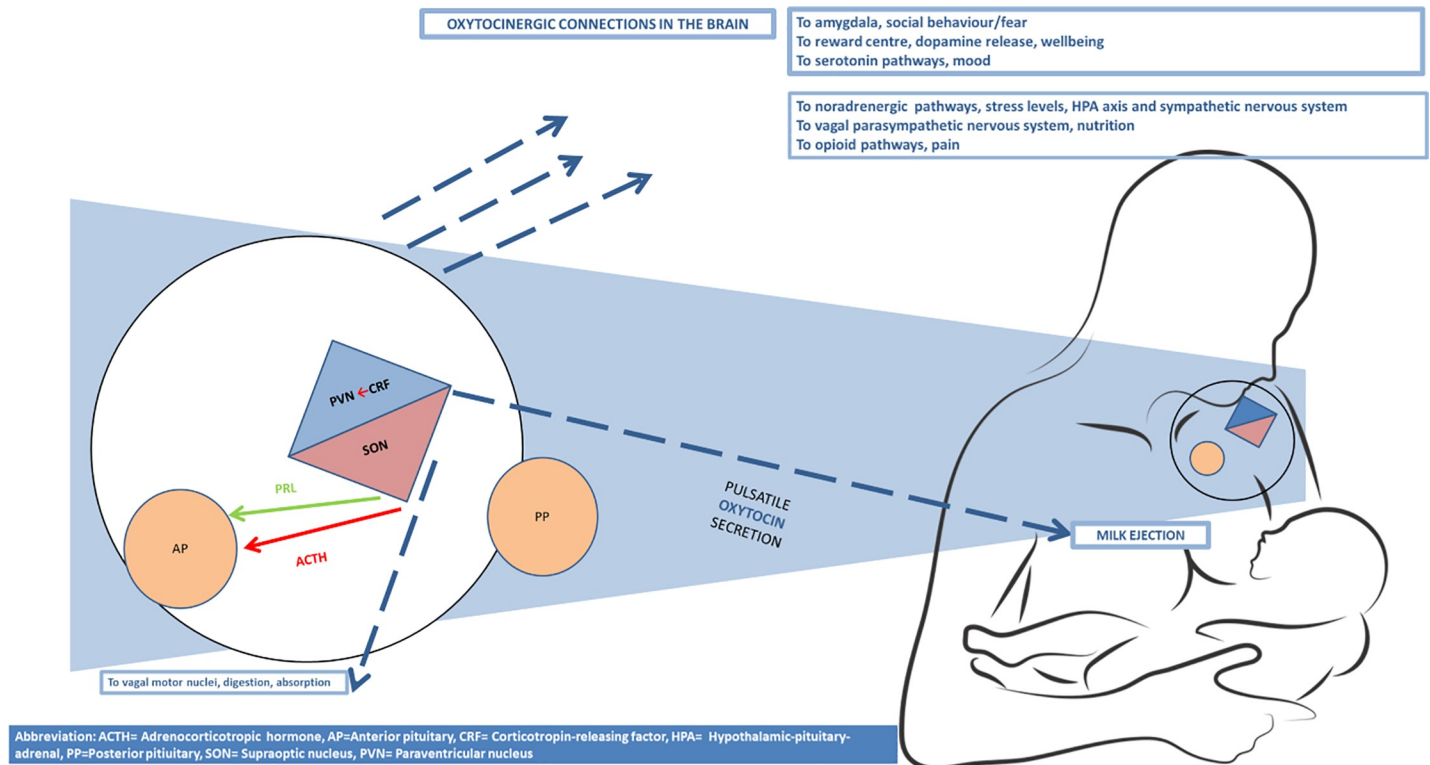 OXYTOCINERGIC CONNECTIONS IN THE BRAIN
To amygdala, social behaviour/fear
To reward centre, dopamine release, wellbeing
To serotonin pathways, mood
To noradrenergic pathways, stress levels, HPA axis and sympathetic nervous system
To vagal parasympathetic nervous system, nutrition
To opioid pathways, pain
PVN ←CRF
SON
PRL
ACTH
AP
PP
PULSATILE
OXYTOCIN
SECRETION
MILK EJECTION
To vagal motor nuclei, digestion, absorption
Abbreviation: ACTH= Adrenocorticotropic hormone, AP=Anterior pituitary, CRF= Corticotropin-releasing factor, HPA= Hypothalamic-pituitary-
adrenal, PP=Posterior pitiuitary, SON= Supraoptic nucleus, PVN= Paraventricular nucleus